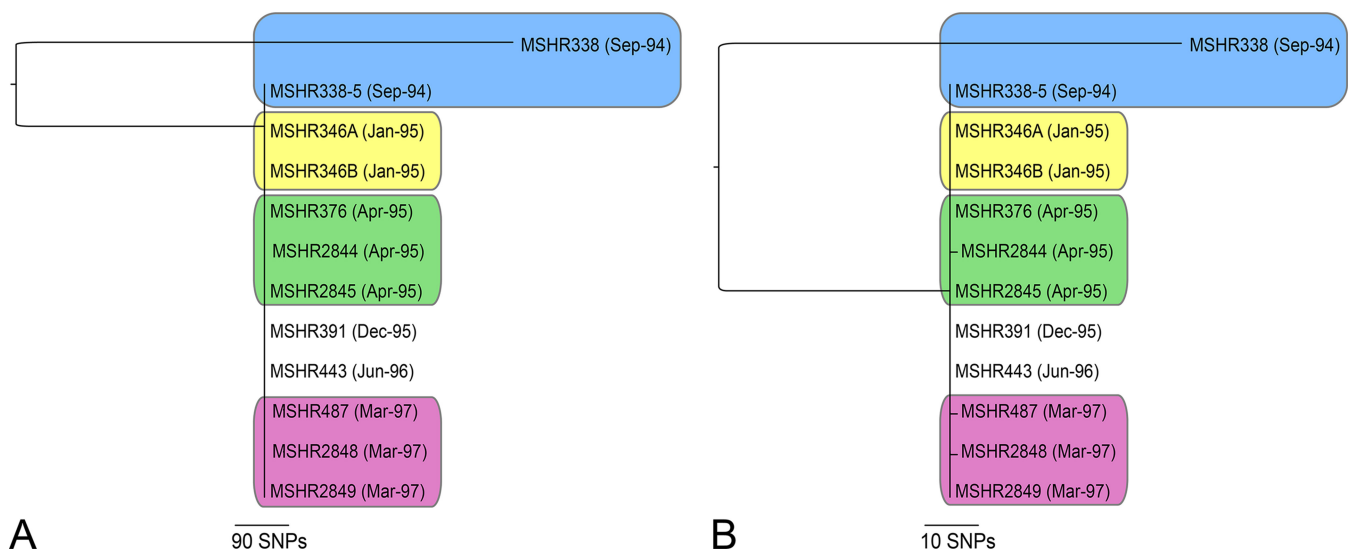 MSHR338 (Sep-94)
MSHR338-5 (Sep-94)
MSHR346A (Jan-95)
MSHR346B (Jan-95)
MSHR376 (Apr-95)
MSHR2844 (Apr-95)
MSHR2845 (Apr-95)
MSHR391 (Dec-95)
MSHR443 (Jun-96)
MSHR487 (Mar-97)
MSHR2848 (Mar-97)
MSHR2849 (Mar-97)
A
90 SNPs
MSHR338 (Sep-94)
MSHR338-5 (Sep-94)
MSHR346A (Jan-95)
MSHR346B (Jan-95)
MSHR376 (Apr-95)
MSHR2844 (Apr-95)
MSHR2845 (Apr-95)
MSHR391 (Dec-95)
MSHR443 (Jun-96)
MSHR487 (Mar-97)
MSHR2848 (Mar-97)
MSHR2849 (Mar-97)
B
10 SNPs